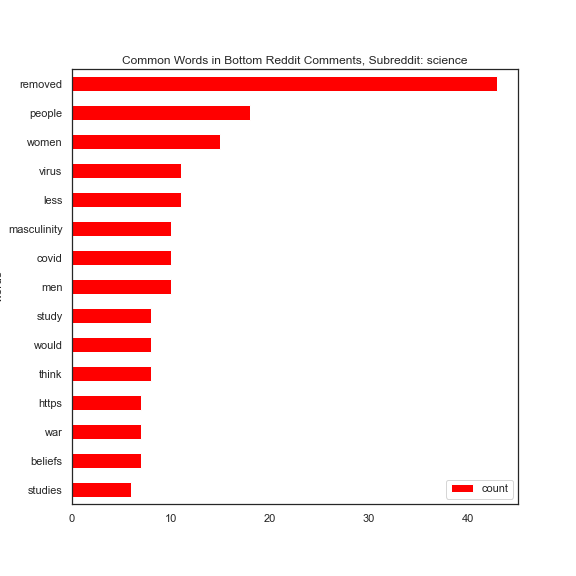 Common Words in Bottom Reddit Comments, Subreddit: science
removed
people
women
virus
less
masculinity
covid
men
study
would
think
https
war
beliefs
studies
count
0 10 20 30 40